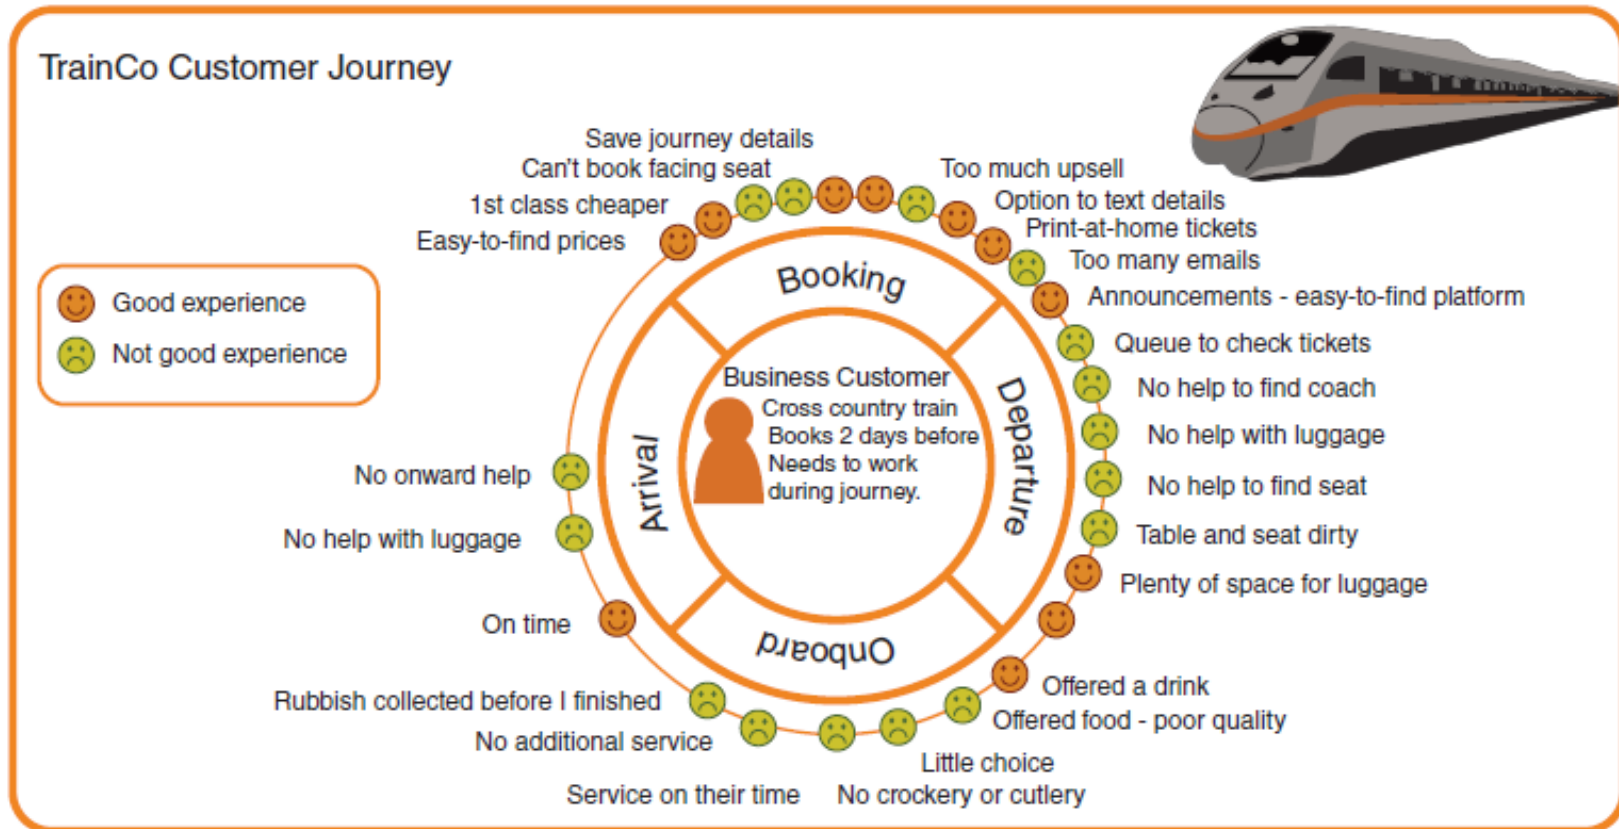 TrainCo Customer Journey
Save journey details
Can't book facing seat
1st class cheaper
Easy-to-find prices
Too much upsell
Option to text details
Print-at-home tickets
Too many emails
Announcements - easy-to-find platform
Queue to check tickets
No help to find coach
No help with luggage
No help to find seat
Table and seat dirty
Plenty of space for luggage
Offered a drink
Offered food - poor quality
Little choice
No crockery or cutlery
Service on their time
No additional service
Rubbish collected before I finished
On time
No help with luggage
No onward help
Good experience
Not good experience
Booking
Departure
Onboard
Arrival
Business Customer
Cross country train
Books 2 days before
Needs to work
during journey.